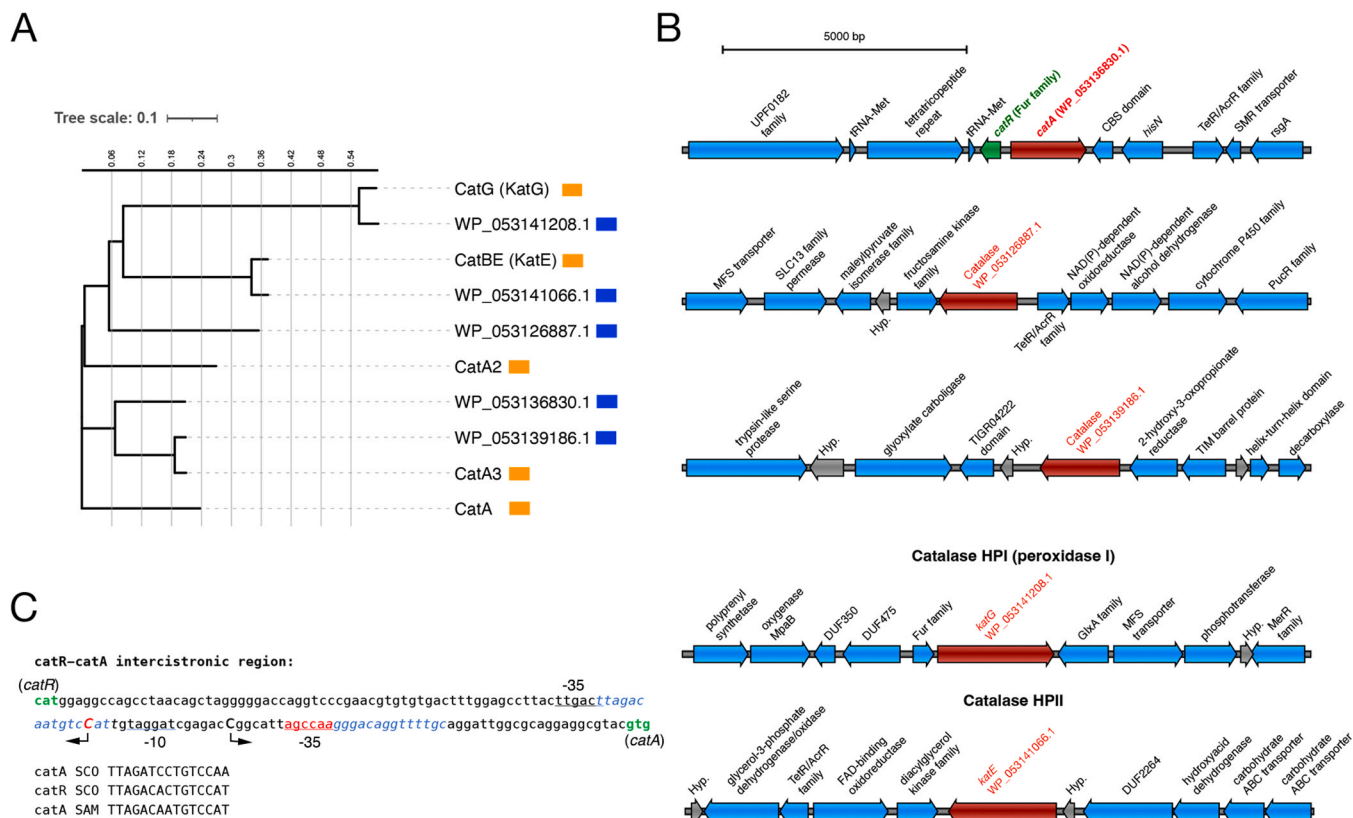 A
Tree scale: 0.1
0.06
0.12
0.18
0.24
0.3
0.36
0.42
0.48
0.54
CatG (KatG)
WP_053141208.1
CatBE (KatE)
WP_053141066.1
WP_053126887.1
CatA2
WP_053136830.1
WP_053139186.1
CatA3
CatA
B
5000 bp
UPF0182
family
tRNA-Met
tetratricopeptide
repeat
tRNA-Met
catR (Fur family)
catA (WP_053136830.1)
CBS domain
hisN
TetR/AcrR family
SMR transporter
rsgA
MFS transporter
SLC13 family
permease
maleylpyruvate
isomerase family
Hyp.
fructosamine kinase
family
Catalase
WP_053126887.1
TetR/AcrR
family
NAD(P)-dependent
oxidoreductase
NAD(P)-dependent
alcohol dehydrogenase
cytochrome P450 family
PucR family
trypsin-like serine
protease
Hyp.
glyoxylate carboligase
TIGR04222
domain
Hyp.
Catalase
WP_053139186.1
2-hydroxy-3-oxopropionate
reductase
TIM barrel protein
helix-turn-helix domain
decarboxylase
Catalase HPI (peroxidase I)
polyprenyl
synthetase
oxygenase
MpaB
DUF350
DUF475
Fur family
katG
WP_053141208.1
GlxA family
MFS
transporter
phosphotransferase
Hyp.
MerR
family
Catalase HPII
Hyp.
glycerol-3-phosphate
dehydrogenase/oxidase
TetR/AcrR
family
FAD-binding
oxidoreductase
diacylglycerol
kinase family
katE
WP_053141066.1
Hyp.
DUF2264
hydroxyacid
dehydrogenase
carbohydrate
ABC transporter
carbohydrate
ABC transporter
C
catR-catA intercistronic region:
(catR)
-35
catggaggccagcctaacagctagggggaccaggtcccgaacgtgtgtgactttggagccttacttgacttagac
aatgtcCattgtaggatcgagacCggcattagccaagggacaggttttgcaggattggcgcaggaggcgtacgtg
-10
-35
(catA)
catA SCO TTAGATCCTGTCCAA
catR SCO TTAGACAACTGTCCAT
catA SAM TTAGACAATGTCCAT